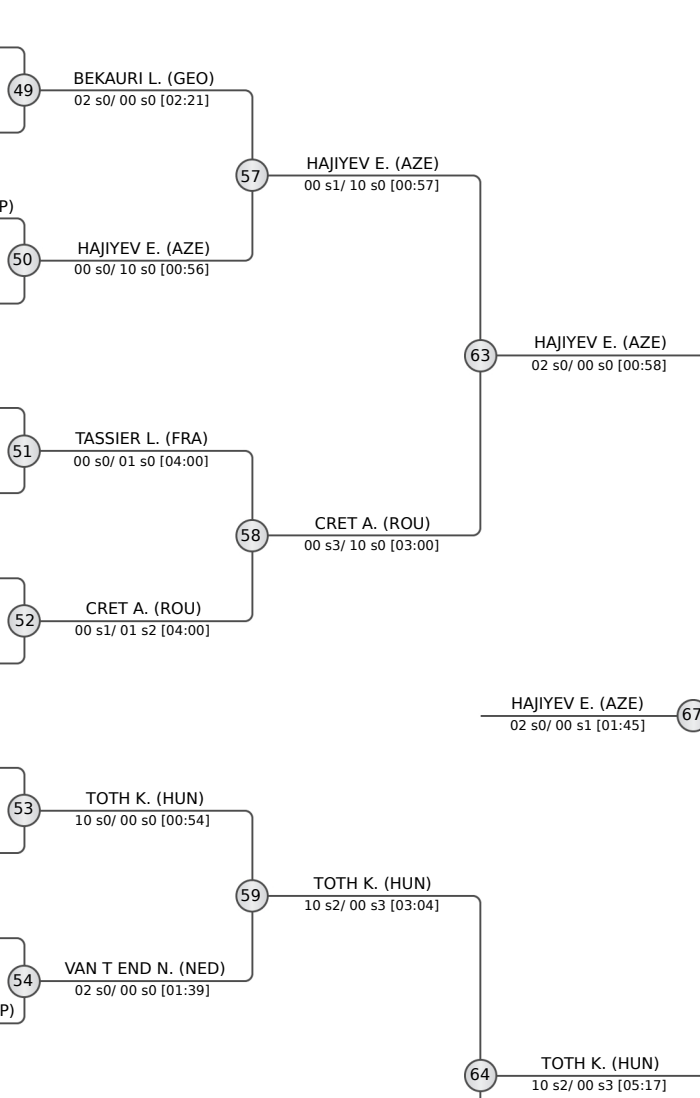 49
BEKAURI L. (GEO)
02 s0/ 00 s0 [02:21]
57
HAJIYEV E. (AZE)
00 s1/ 10 s0 [00:57]
P)
50
HAJIYEV E. (AZE)
00 s0/ 10 s0 [00:56]
63
HAJIYEV E. (AZE)
02 s0/ 00 s0 [00:58]
51
TASSIER L. (FRA)
00 s0/ 01 s0 [04:00]
58
CRET A. (ROU)
00 s3/ 10 s0 [03:00]
52
CRET A. (ROU)
00 s1/ 01 s2 [04:00]
HAJIYEV E. (AZE)
02 s0/ 00 s1 [01:45]
67
53
TOTH K. (HUN)
10 s0/ 00 s0 [00:54]
59
TOTH K. (HUN)
10 s2/ 00 s3 [03:04]
54
VAN T END N. (NED)
02 s0/ 00 s0 [01:39]
P)
64
TOTH K. (HUN)
10 s2/ 00 s3 [05:17]